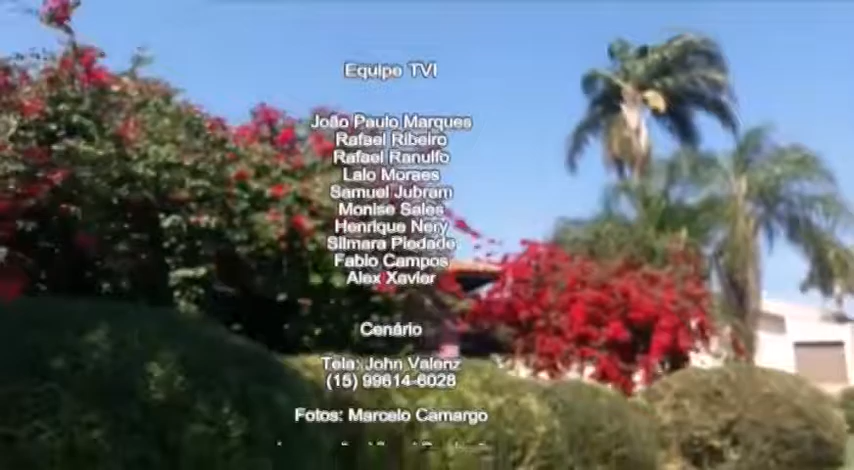 Equipe TVI
João Paulo Marques
Rafael Ribeiro
Rafael Ranulfo
Lalo Moraes
Samuel Jubram
Monise Sales
Henrique Nery
Silmara Piedade
Fabio Campos
Alex Xavier
Cenário
Tela: John Valenz
(15) 99614-6028
Fotos: Marcelo Camargo